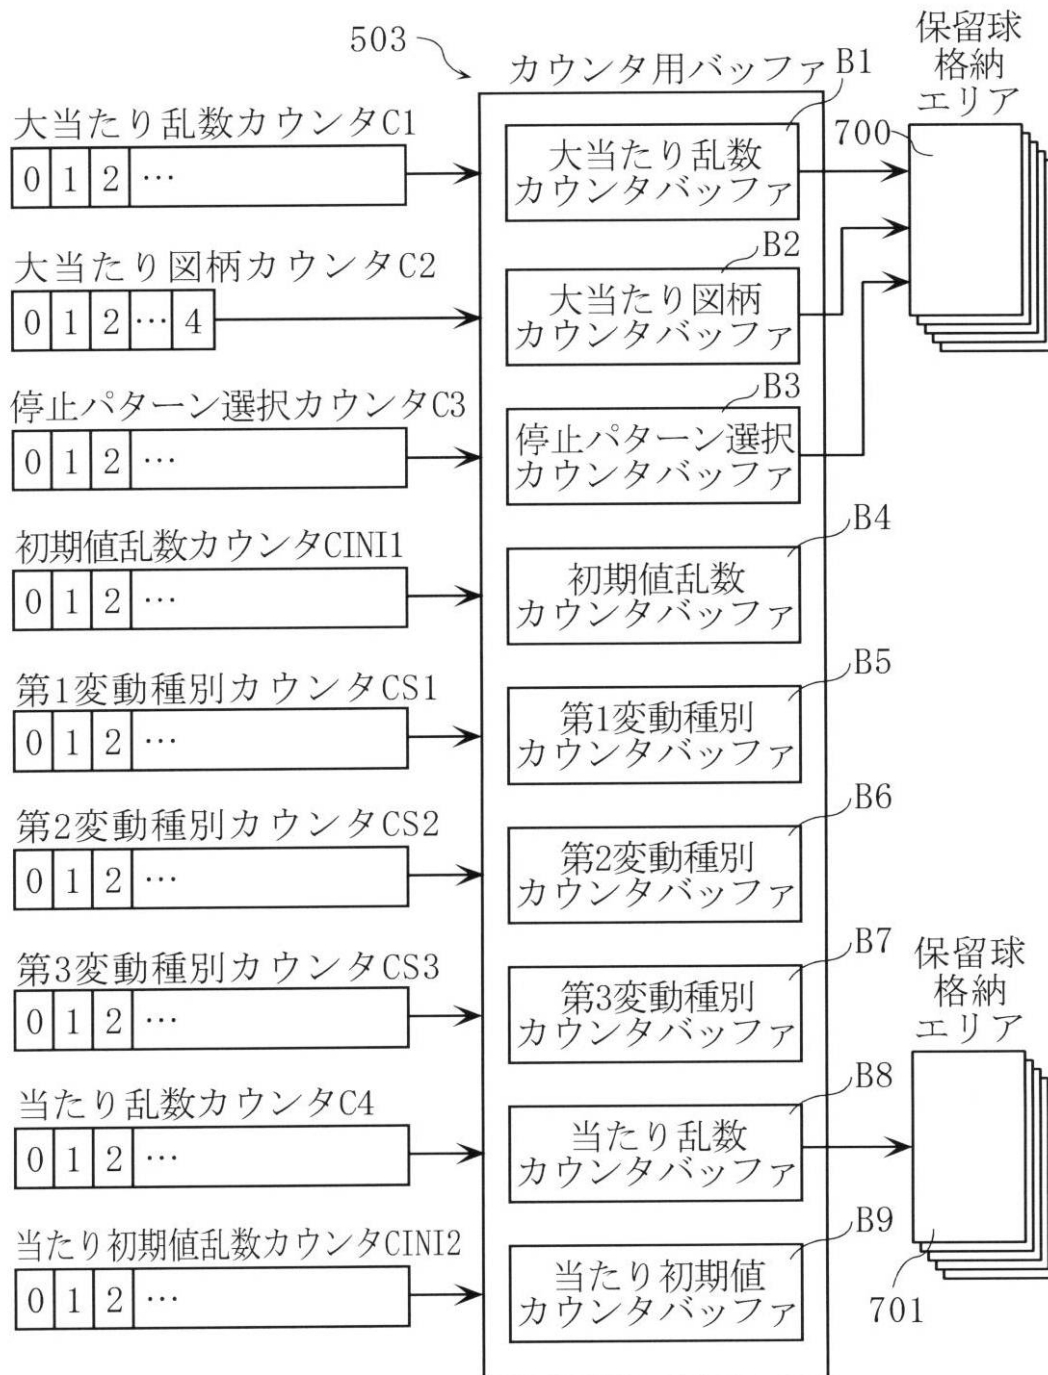 503
カウンタ用バッファ
B1
保留球
格納
エリア
700
大当たり乱数カウンタC1
0 1 2 …
大当たり乱数
カウンタバッファ
大当たり図柄カウンタC2
0 1 2 … 4
B2
大当たり図柄
カウンタバッファ
停止パターン選択カウンタC3
0 1 2 …
B3
停止パターン選択
カウンタバッファ
初期値乱数カウンタCINI1
0 1 2 …
B4
初期値乱数
カウンタバッファ
第1変動種別カウンタCS1
0 1 2 …
B5
第1変動種別
カウンタバッファ
第2変動種別カウンタCS2
0 1 2 …
B6
第2変動種別
カウンタバッファ
第3変動種別カウンタCS3
0 1 2 …
B7
第3変動種別
カウンタバッファ
保留球
格納
エリア
当たり乱数カウンタC4
0 1 2 …
B8
当たり乱数
カウンタバッファ
当たり初期値乱数カウンタCINI2
0 1 2 …
B9
当たり初期値
カウンタバッファ
701